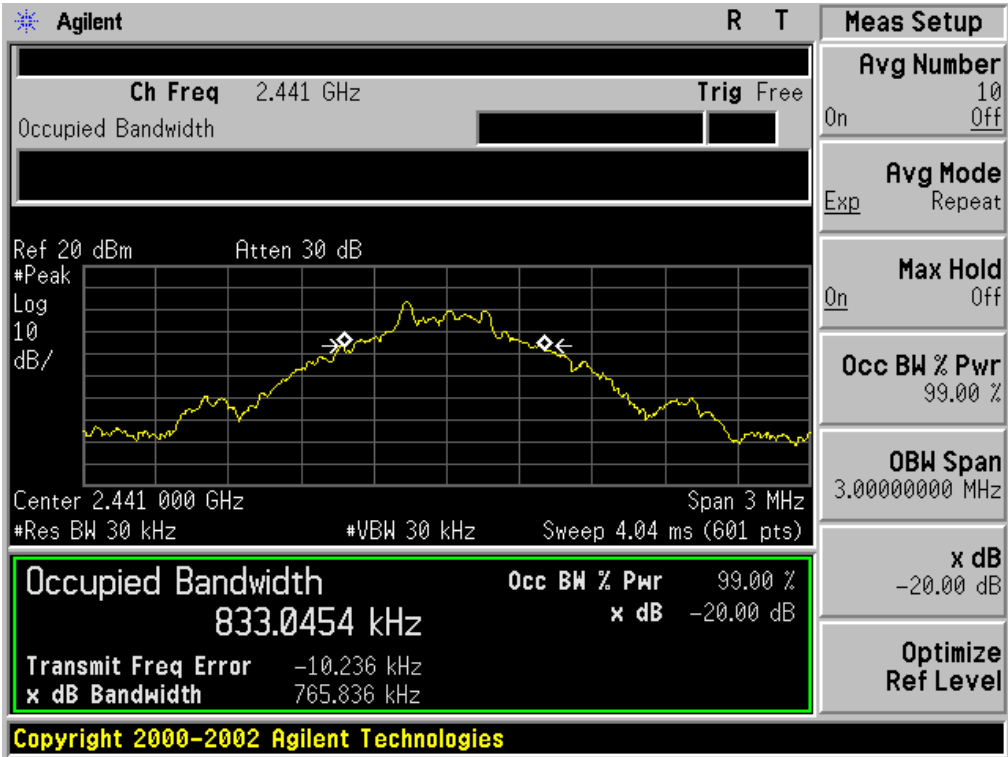 Agilent R T
Ch Freq 2.441 GHz Trig Free
Occupied Bandwidth
Ref 20 dBm Atten 30 dB
#Peak
Log
10
dB/
Center 2.441 000 GHz Span 3 MHz
#Res BW 30 kHz #VBW 30 kHz Sweep 4.04 ms (601 pts)
Occupied Bandwidth Occ BW % Pwr 99.00 %
833.0454 kHz x dB -20.00 dB
Transmit Freq Error -10.236 kHz
x dB Bandwidth 765.836 kHz
Copyright 2000-2002 Agilent Technologies
Meas Setup
Avg Number
10
On Off
Avg Mode
Exp Repeat
Max Hold
On Off
Occ BW % Pwr
99.00 %
OBW Span
3.00000000 MHz
x dB
-20.00 dB
Optimize
Ref Level